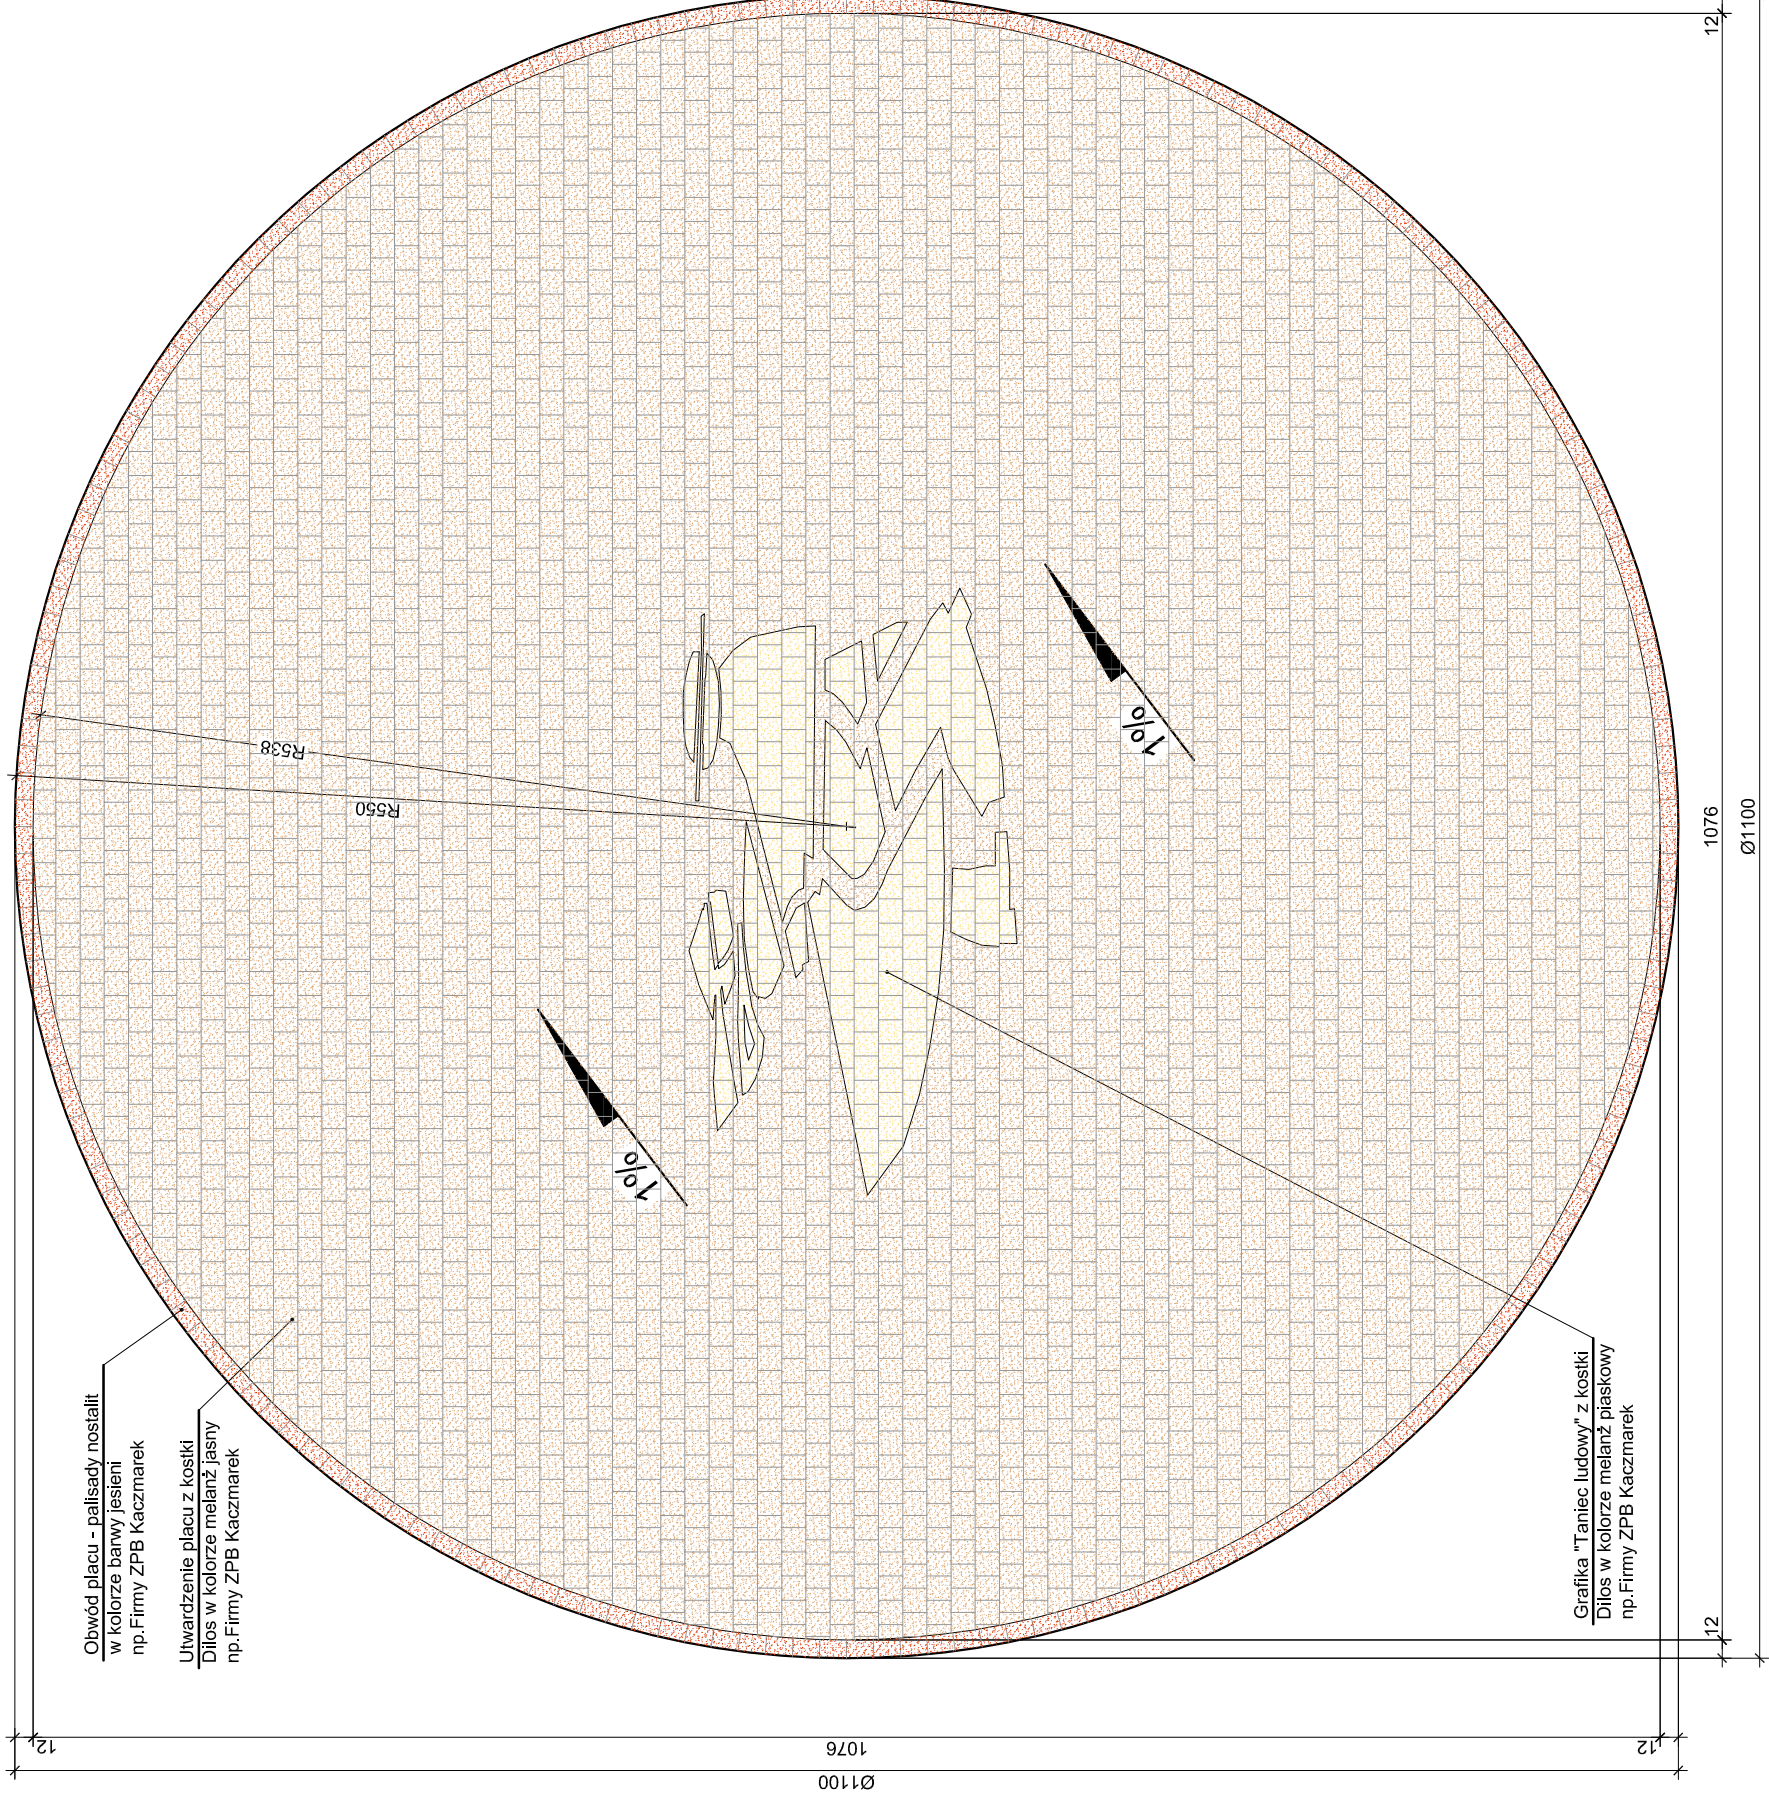 Obwód placu - palisady nostalit
w kolorze barwy jesieni
np.Firmy ZPB Kaczmarek
Utwardzenie placu z kostki
Dilos w kolorze melanż jasny
np.Firmy ZPB Kaczmarek
Grafika "Taniec ludowy" z kostki
Dilos w kolorze melanż piaskowy
np.Firmy ZPB Kaczmarek
R538
R550
1%
1%
12
1076
12
Ø1100
12
1076
12
Ø1100